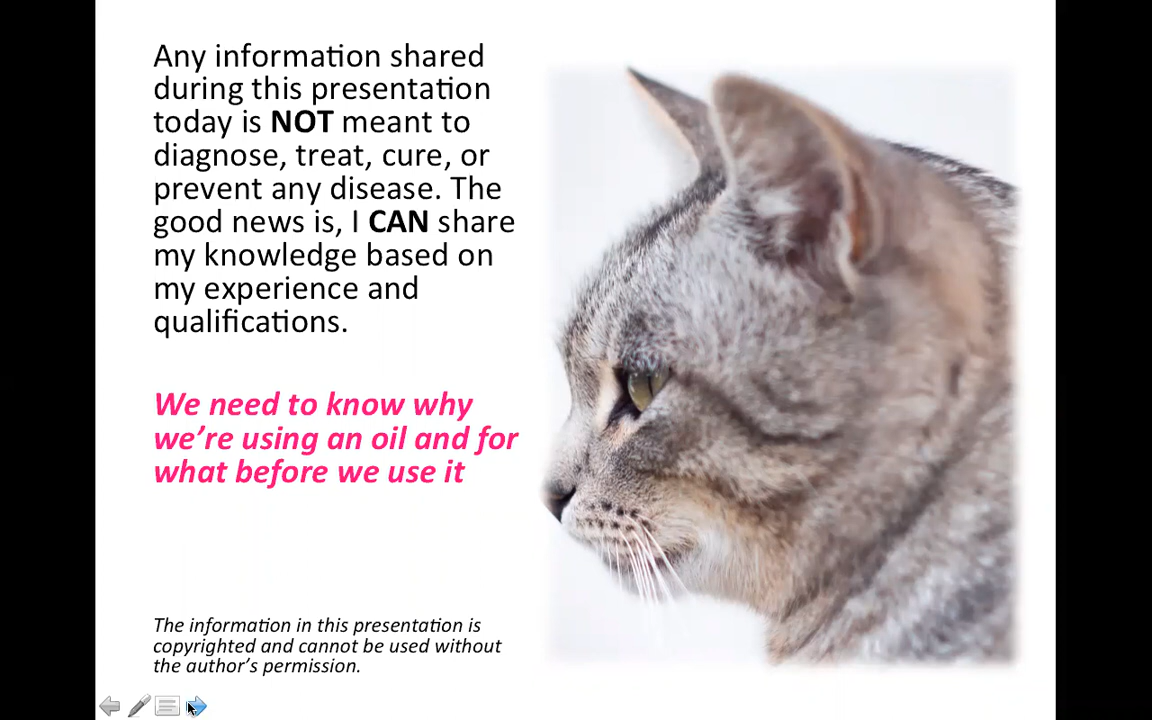 Any information shared
during this presentation
today is NOT meant to
diagnose, treat, cure, or
prevent any disease. The
good news is, I CAN share
my knowledge based on
my experience and
qualifications.
We need to know why
we’re using an oil and for
what before we use it
The information in this presentation is
copyrighted and cannot be used without
the author’s permission.